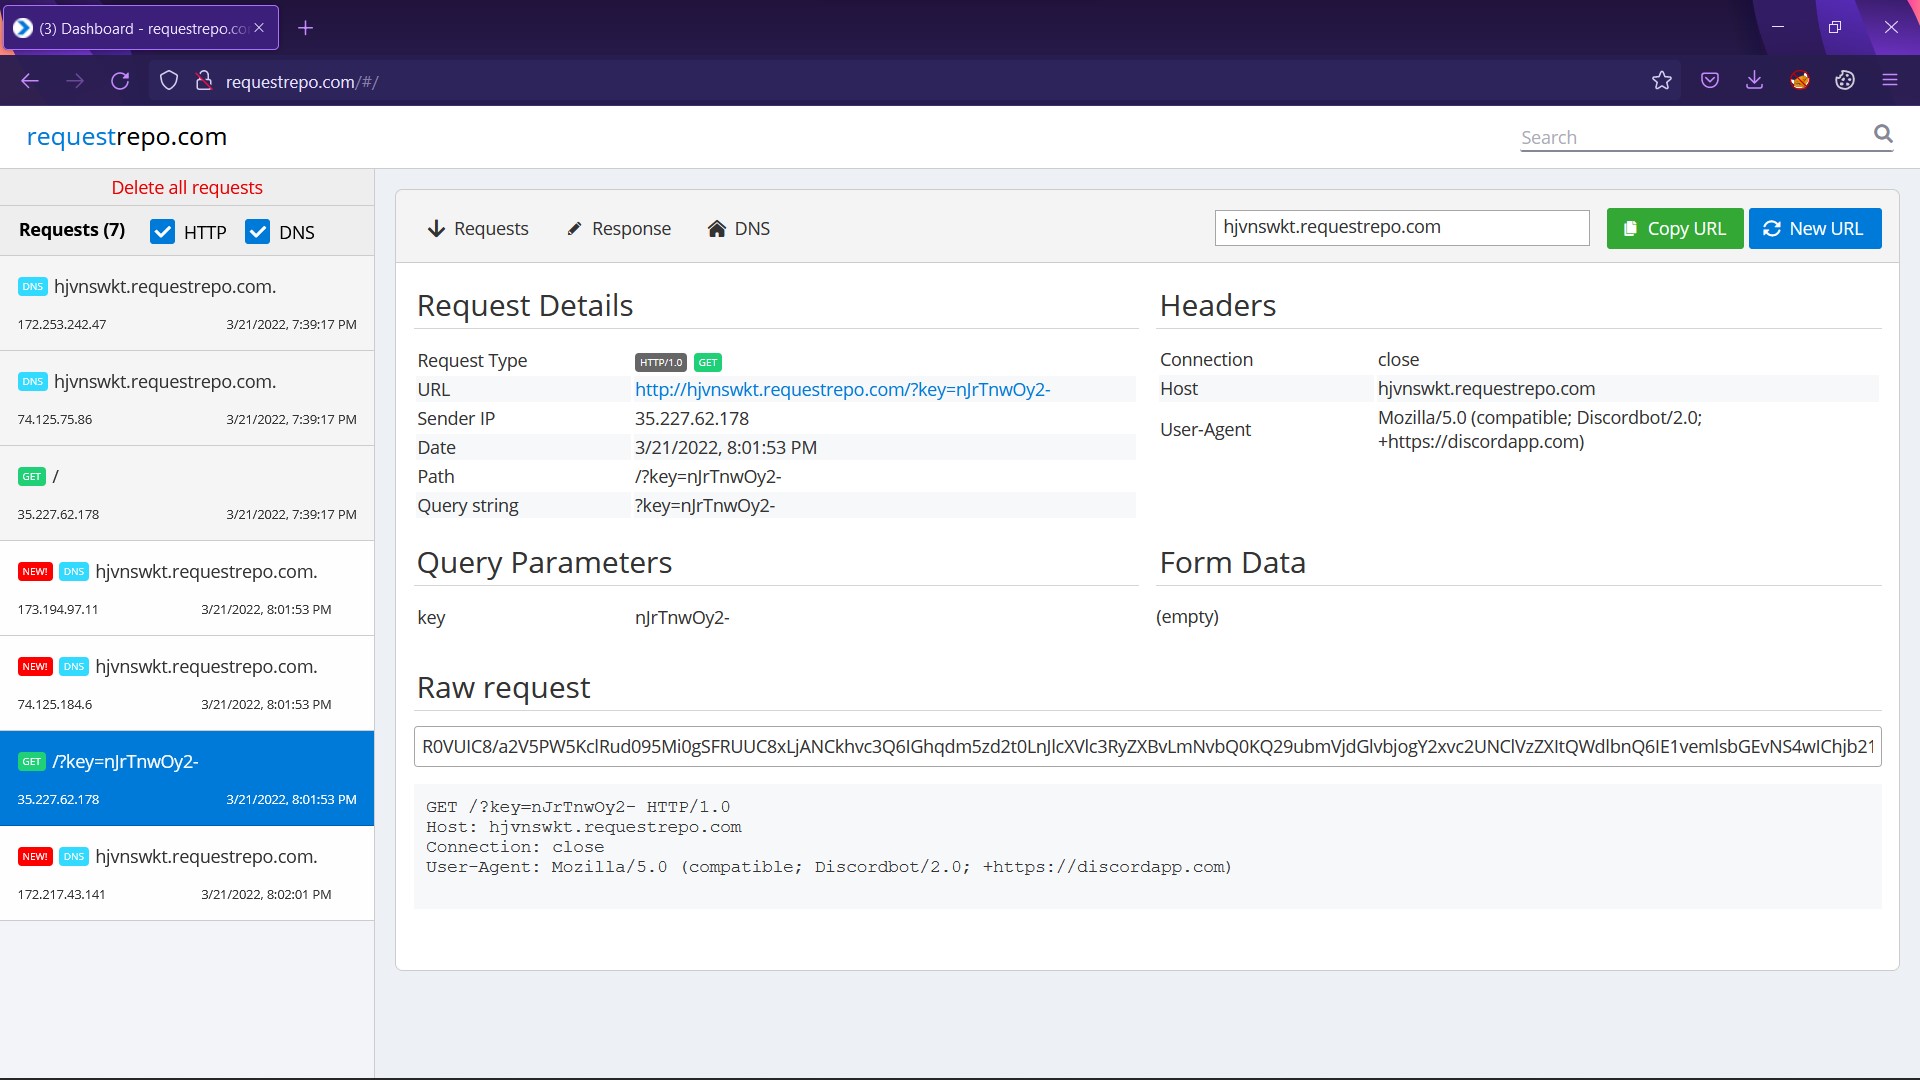 (3) Dashboard - requestrepo.co
requestrepo.com/#/
requestrepo.com
Search
Delete all requests
Requests (7) HTTP DNS
DNS hjvnswkt.requestrepo.com.
172.253.242.47 3/21/2022, 7:39:17 PM
DNS hjvnswkt.requestrepo.com.
74.125.75.86 3/21/2022, 7:39:17 PM
GET /
35.227.62.178 3/21/2022, 7:39:17 PM
NEW! DNS hjvnswkt.requestrepo.com.
173.194.97.11 3/21/2022, 8:01:53 PM
NEW! DNS hjvnswkt.requestrepo.com.
74.125.184.6 3/21/2022, 8:01:53 PM
GET /?key=nJrTnwOy2-
35.227.62.178 3/21/2022, 8:01:53 PM
NEW! DNS hjvnswkt.requestrepo.com.
172.217.43.141 3/21/2022, 8:02:01 PM
Requests Response DNS hjvnswkt.requestrepo.com Copy URL New URL
Request Details
Request Type HTTP/1.0 GET
URL http://hjvnswkt.requestrepo.com/?key=nJrTnwOy2-
Sender IP 35.227.62.178
Date 3/21/2022, 8:01:53 PM
Path /?key=nJrTnwOy2-
Query string ?key=nJrTnwOy2-
Headers
Connection close
Host hjvnswkt.requestrepo.com
User-Agent Mozilla/5.0 (compatible; Discordbot/2.0;
+https://discordapp.com)
Query Parameters
key nJrTnwOy2-
Form Data
(empty)
Raw request
R0VUIC8/a2V5PW5KclRud095Mi0gSFRUUC8xLjANCkhvc3Q6IGhqdm5zd2t0LnJlcXVlc3RyZXBvLmNvbQ0KQ29ubmVjdGlvbjogY2xvc2UNClVzZXItQWdlbnQ6IE1vemlsbGEvNS4wIChjb21
GET /?key=nJrTnwOy2- HTTP/1.0
Host: hjvnswkt.requestrepo.com
Connection: close
User-Agent: Mozilla/5.0 (compatible; Discordbot/2.0; +https://discordapp.com)